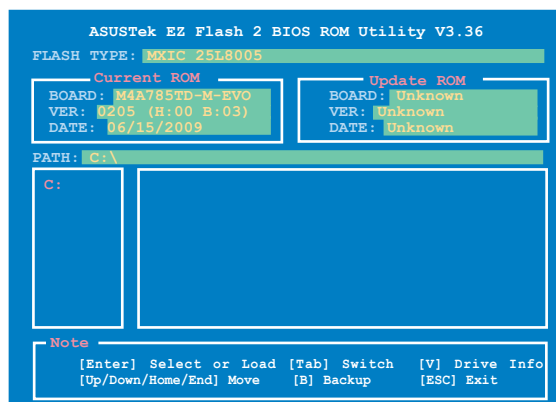 ASUSTek EZ Flash 2 BIOS ROM Utility V3.36
FLASH TYPE: MXIC 25L8005
Current ROM
BOARD: M4A785TD-M-EVO
VER: 0205 (H:00 B:03)
DATE: 06/15/2009
Update ROM
BOARD: Unknown
VER: Unknown
DATE: Unknown
PATH: C:\
C:
Note
[Enter] Select or Load [Tab] Switch [V] Drive Info
[Up/Down/Home/End] Move [B] Backup [ESC] Exit